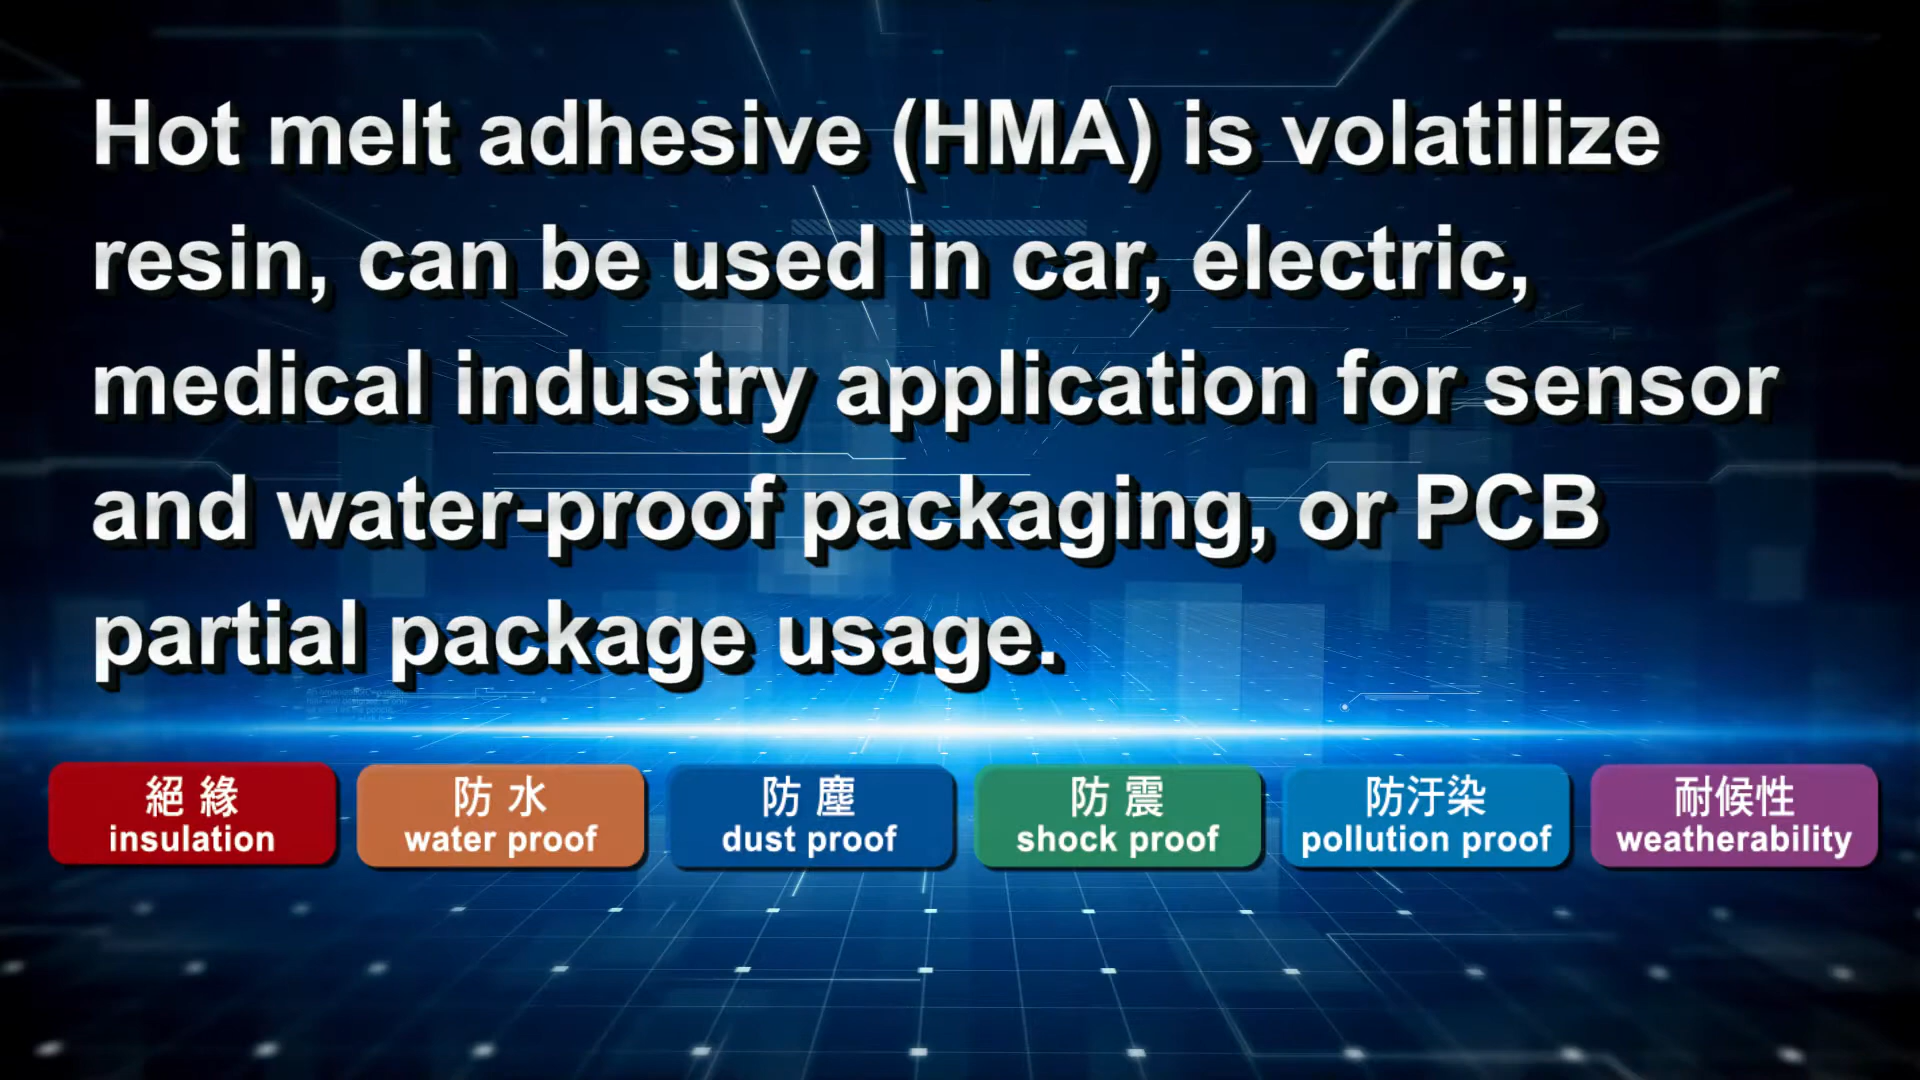 Hot melt adhesive (HMA) is volatilize
resin, can be used in car, electric,
medical industry application for sensor
and water-proof packaging, or PCB
partial package usage.
絕緣
insulation
防水
water proof
防塵
dust proof
防震
shock proof
防汙染
pollution proof
耐候性
weatherability